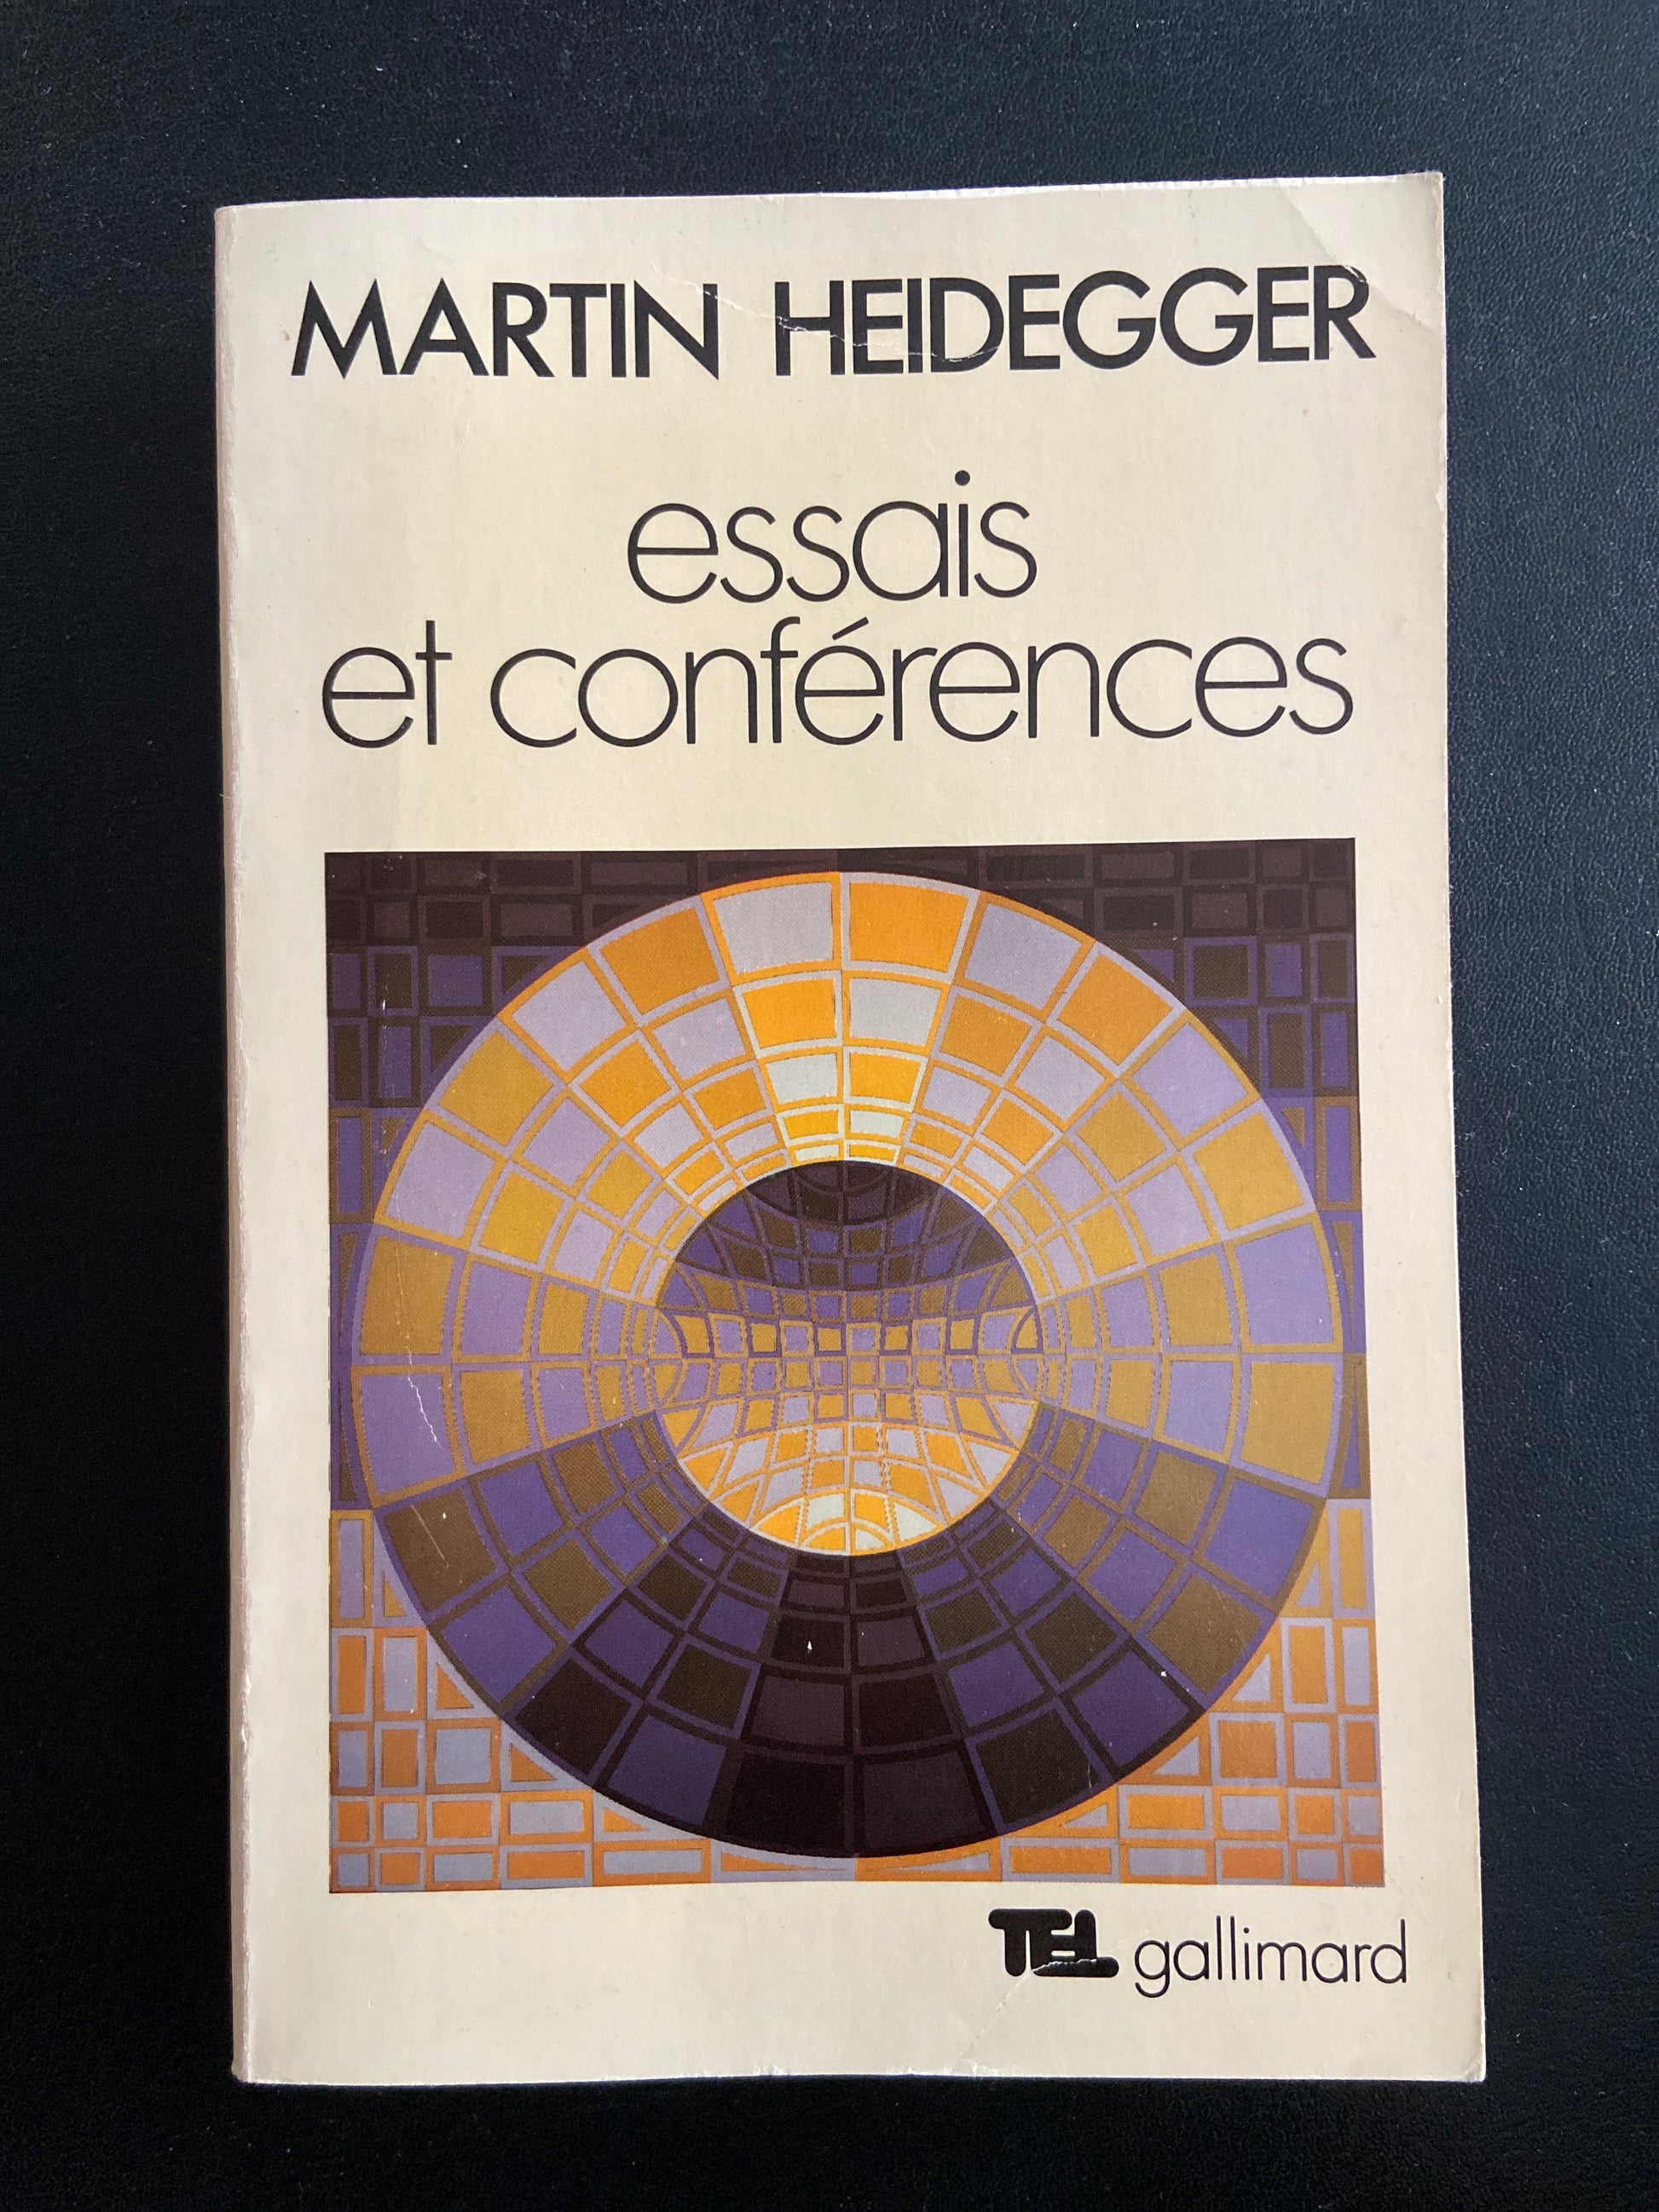 MARTIN HEIDEGGER
essais
et conférences
TEL gallimard